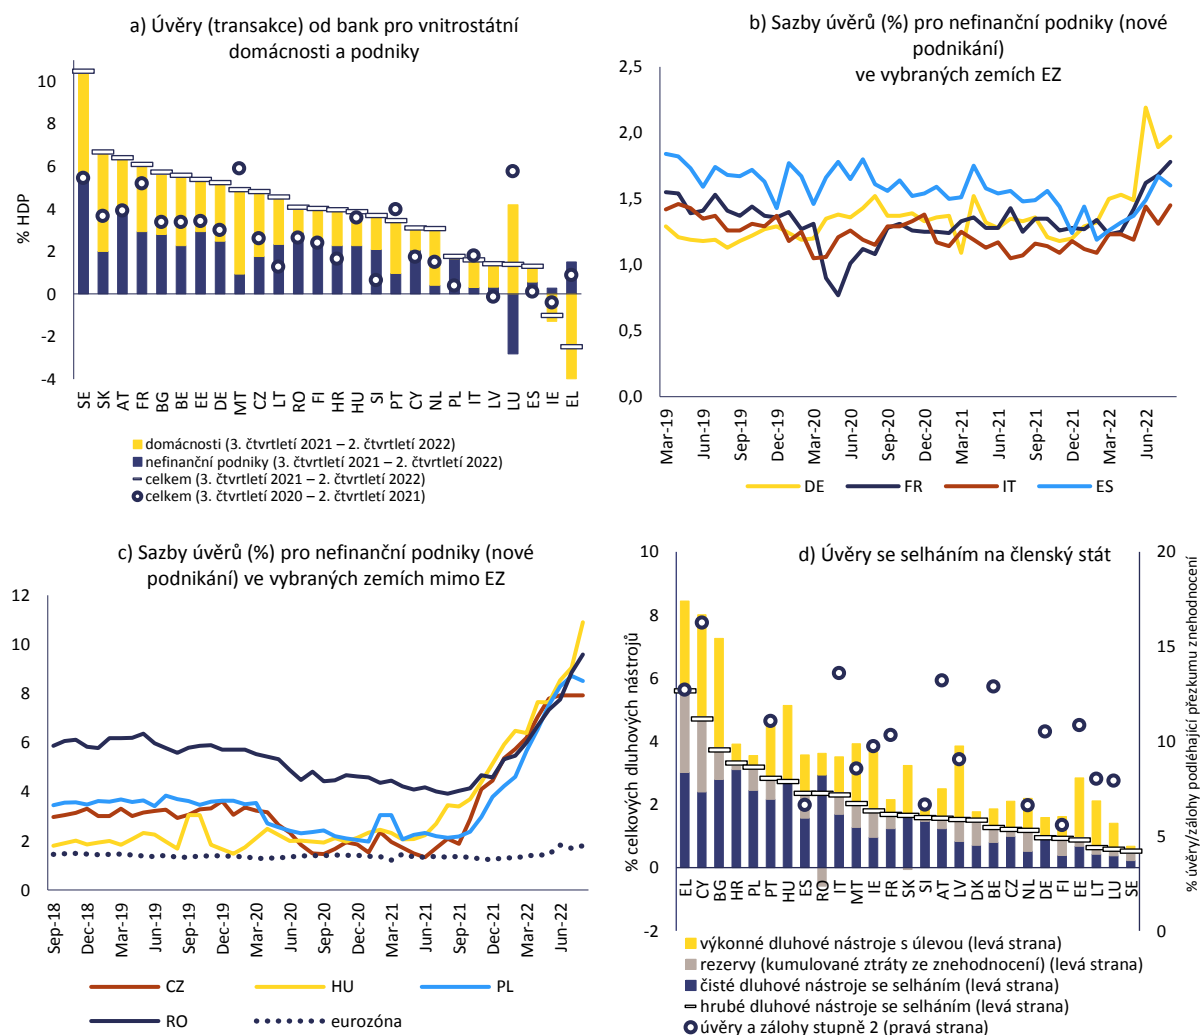 a) Úvěry (transakce) od bank pro vnitrostátní
domácnosti a podniky
% HDP
10
8
6
4
2
0
-2
-4
SE SK AT FR BG BE EE DE MT CZ LT RO FI HR HU SI PT CY NL PL IT LV LU ES IE EL
domácnosti (3. čtvrtletí 2021 – 2. čtvrtletí 2022)
nefinanční podniky (3. čtvrtletí 2021 – 2. čtvrtletí 2022)
celkem (3. čtvrtletí 2021 – 2. čtvrtletí 2022)
celkem (3. čtvrtletí 2020 – 2. čtvrtletí 2021)
b) Sazby úvěrů (%) pro nefinanční podniky (nové
podnikání)
ve vybraných zemích EZ
2,5
2,0
1,5
1,0
0,5
0,0
Mar-19 Jun-19 Sep-19 Dec-19 Mar-20 Jun-20 Sep-20 Dec-20 Mar-21 Jun-21 Sep-21 Dec-21 Mar-22 Jun-22
DE FR IT ES
c) Sazby úvěrů (%) pro nefinanční podniky (nové
podnikání) ve vybraných zemích mimo EZ
12
10
8
6
4
2
0
Sep-18 Dec-18 Mar-19 Jun-19 Sep-19 Dec-19 Mar-20 Jun-20 Sep-20 Dec-20 Mar-21 Jun-21 Sep-21 Dec-21 Mar-22 Jun-22
CZ HU PL
RO eurozóna
d) Úvěry se selháním na členský stát
% celkových dluhových nástrojů
10
8
6
4
2
0
-2
20
15
10
5
0
% úvěry/zálohy podléhající přezkumu znehodnocení
EL CY BG HR PL PT HU ES RO IT MT IE FR SK SI AT LV DK BE CZ NL DE FI EE LT LU SE
výkonné dluhové nástroje s úlevou (levá strana)
rezervy (kumulované ztráty ze znehodnocení) (levá strana)
čisté dluhové nástroje se selháním (levá strana)
hrubé dluhové nástroje se selháním (levá strana)
úvěry a zálohy stupně 2 (pravá strana)